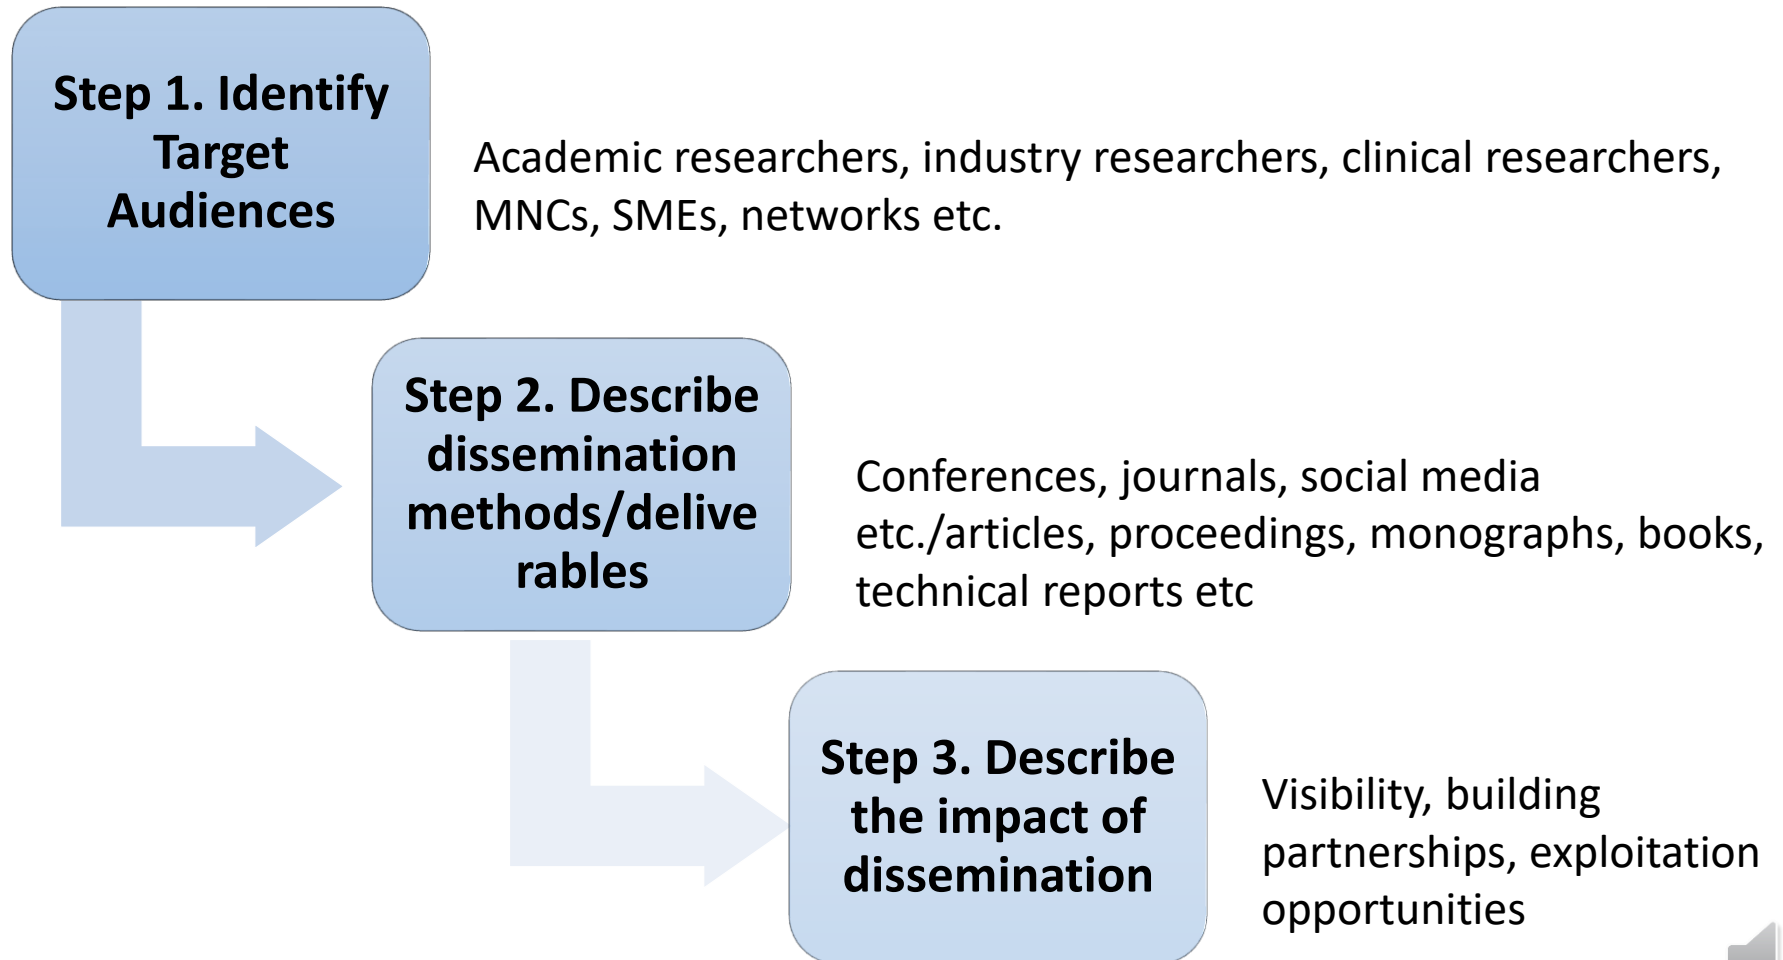 Step 1. Identify
Target
Audiences
Academic researchers, industry researchers, clinical researchers,
MNCs, SMEs, networks etc.
Step 2. Describe
dissemination
methods/delive
rables
Conferences, journals, social media
etc./articles, proceedings, monographs, books,
technical reports etc
Step 3. Describe
the impact of
dissemination
Visibility, building
partnerships, exploitation
opportunities